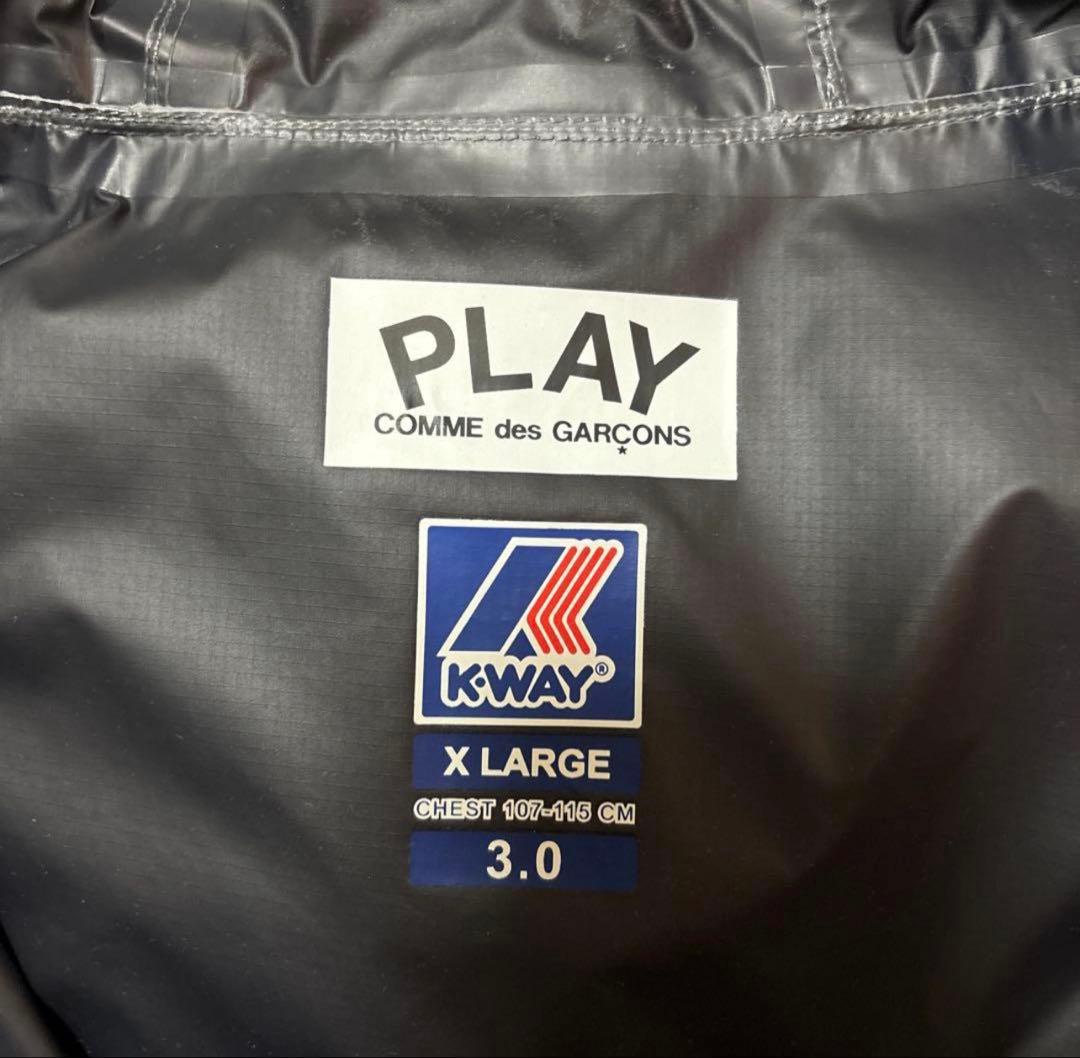 PLAY
COMME des GARÇONS
K·WAY®
X LARGE
CHEST 107-115 CM
3.0